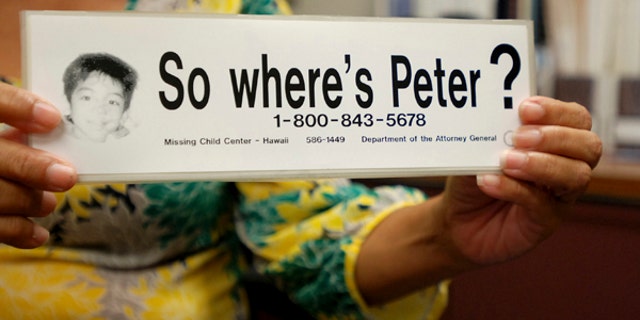 So where's Peter ?
1-800-843-5678
Missing Child Center - Hawaii 586-1449 Department of the Attorney General